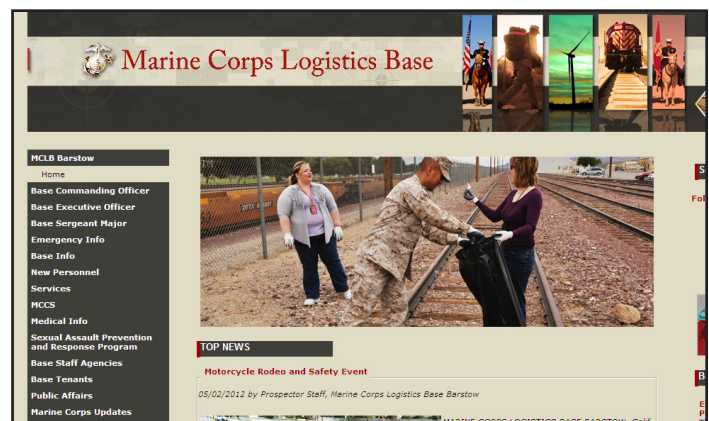 Marine Corps Logistics Base
MCLB Barstow
Home
Base Commanding Officer
Base Executive Officer
Base Sergeant Major
Emergency Info
Base Info
New Personnel
Services
MCCS
Medical Info
Sexual Assault Prevention
and Response Program
Base Staff Agencies
Base Tenants
Public Affairs
Marine Corps Updates
TOP NEWS
Motorcycle Rodeo and Safety Event
05/02/2012 by Prospector Staff, Marine Corps Logistics Base Barstow
MARINE CORPS LOGISTICS BASE BARSTOW, Calif
S
Fol
B
E
P